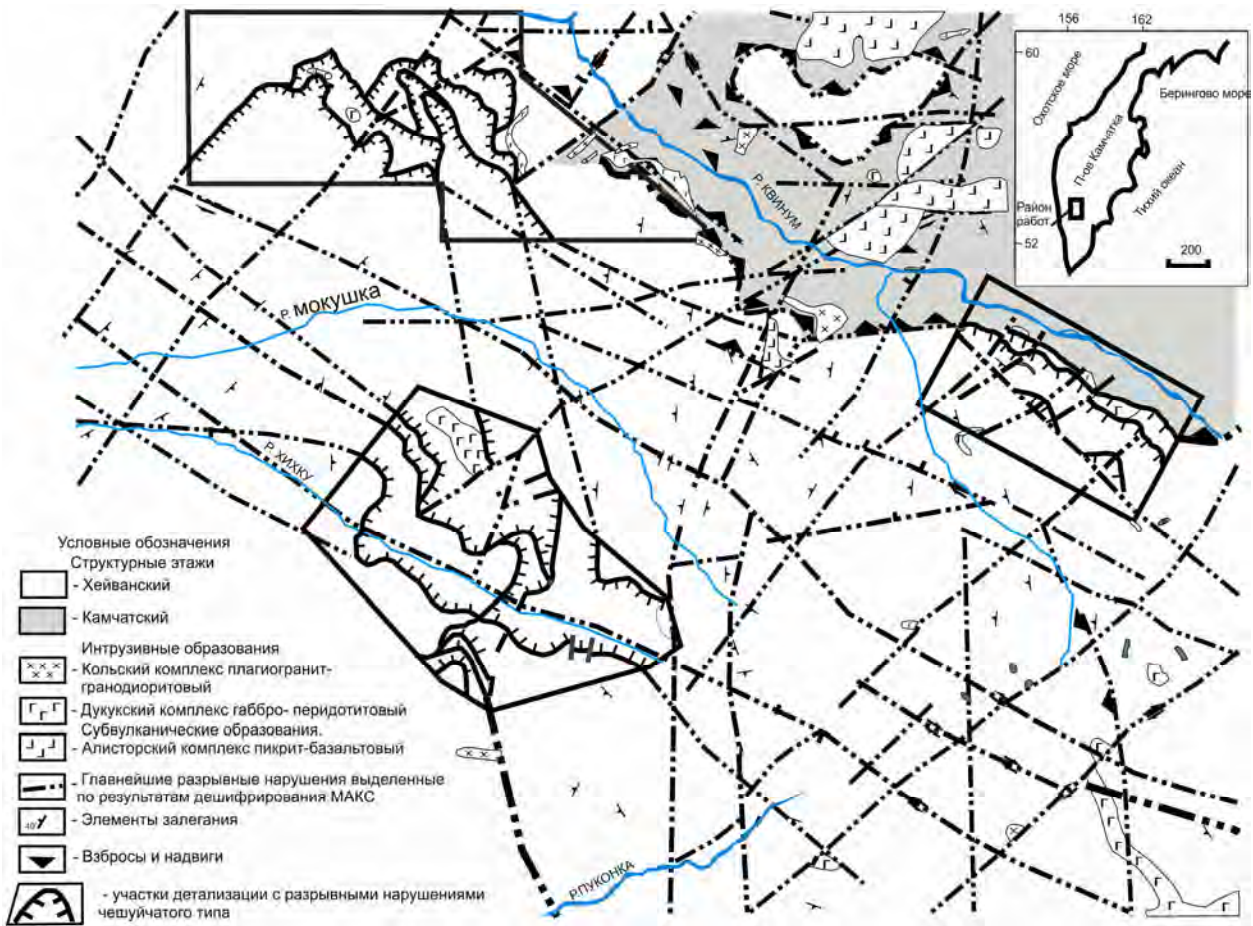 156 162
60
Охотское море
Берингово море
П-ов Камчатка
Тихий океан
Район
работ.
52
200
Р. КВИНУМ
Р. МОКУШКА
Р. ХИХКУ
Р.ПУКОНКА
Условные обозначения
Структурные этажи
- Хейванский
- Камчатский
Интрузивные образования
- Кольский комплекс плагиогранит-
гранодиоритовый
- Дукукский комплекс габбро- перидотитовый
Субвулканические образования.
- Алисторский комплекс пикрит-базальтовый
- Главнейшие разрывные нарушения выделенные
по результатам дешифрирования МАКС
- Элементы залегания
- Взбросы и надвиги
- участки детализации с разрывными нарушениями
чешуйчатого типа